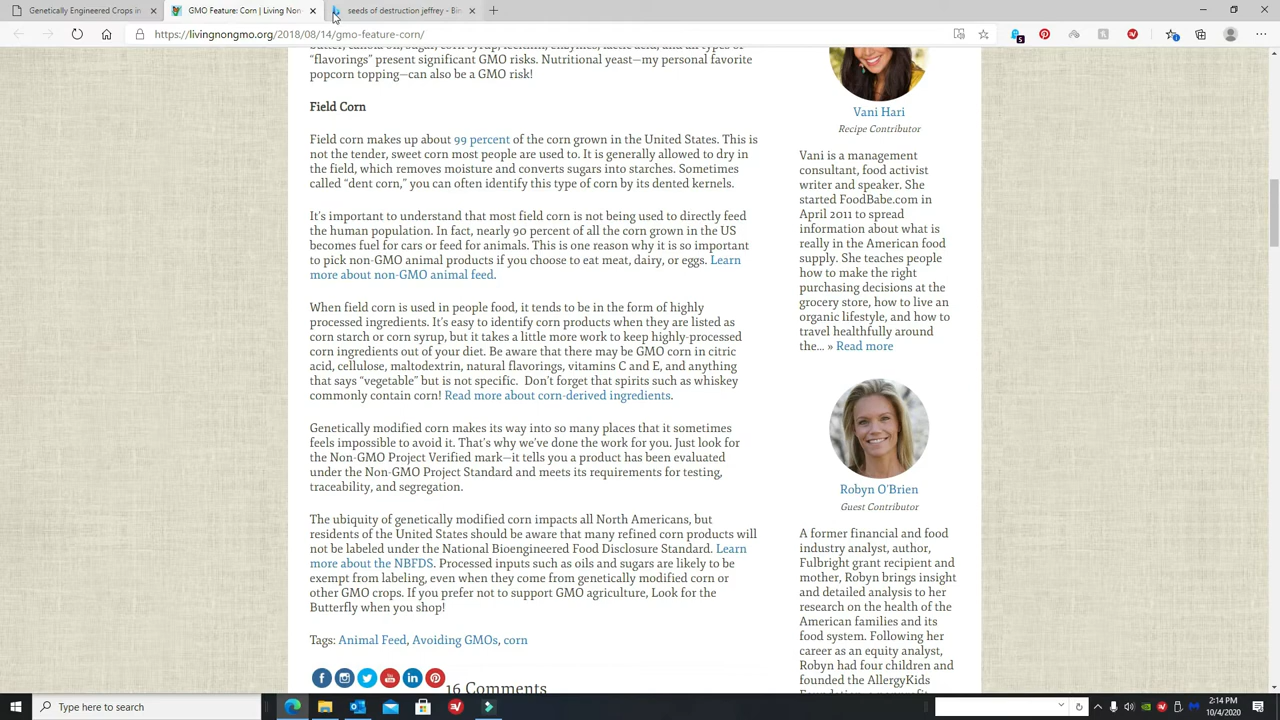 Genetically Engineered Crops in
GMO Feature: Corn | Living Non-
seeds of destruction jeffrey - Bin
https://livingnongmo.org/2018/08/14/gmo-feature-corn/
butter, canola oil, sugar, corn syrup, lecithin, enzymes, lactic acid, and all types of
“flavorings” present significant GMO risks. Nutritional yeast—my personal favorite
popcorn topping—can also be a GMO risk!
Field Corn
Field corn makes up about 99 percent of the corn grown in the United States. This is
not the tender, sweet corn most people are used to. It is generally allowed to dry in
the field, which removes moisture and converts sugars into starches. Sometimes
called “dent corn,” you can often identify this type of corn by its dented kernels.
It’s important to understand that most field corn is not being used to directly feed
the human population. In fact, nearly 90 percent of all the corn grown in the US
becomes fuel for cars or feed for animals. This is one reason why it is so important
to pick non-GMO animal products if you choose to eat meat, dairy, or eggs. Learn
more about non-GMO animal feed.
When field corn is used in people food, it tends to be in the form of highly
processed ingredients. It’s easy to identify corn products when they are listed as
corn starch or corn syrup, but it takes a little more work to keep highly-processed
corn ingredients out of your diet. Be aware that there may be GMO corn in citric
acid, cellulose, maltodextrin, natural flavorings, vitamins C and E, and anything
that says “vegetable” but is not specific. Don’t forget that spirits such as whiskey
commonly contain corn! Read more about corn-derived ingredients.
Genetically modified corn makes its way into so many places that it sometimes
feels impossible to avoid it. That’s why we’ve done the work for you. Just look for
the Non-GMO Project Verified mark—it tells you a product has been evaluated
under the Non-GMO Project Standard and meets its requirements for testing,
traceability, and segregation.
The ubiquity of genetically modified corn impacts all North Americans, but
residents of the United States should be aware that many refined corn products will
not be labeled under the National Bioengineered Food Disclosure Standard. Learn
more about the NBFDS. Processed inputs such as oils and sugars are likely to be
exempt from labeling, even when they come from genetically modified corn or
other GMO crops. If you prefer not to support GMO agriculture, Look for the
Butterfly when you shop!
Tags: Animal Feed, Avoiding GMOs, corn
16 Comments
Vani Hari
Recipe Contributor
Vani is a management
consultant, food activist
writer and speaker. She
started FoodBabe.com in
April 2011 to spread
information about what is
really in the American food
supply. She teaches people
how to make the right
purchasing decisions at the
grocery store, how to live an
organic lifestyle, and how to
travel healthfully around
the... » Read more
Robyn O'Brien
Guest Contributor
A former financial and food
industry analyst, author,
Fulbright grant recipient and
mother, Robyn brings insight
and detailed analysis to her
research on the health of the
American families and its
food system. Following her
career as an equity analyst,
Robyn had four children and
founded the AllergyKids
Type here to search
2:14 PM
10/4/2020